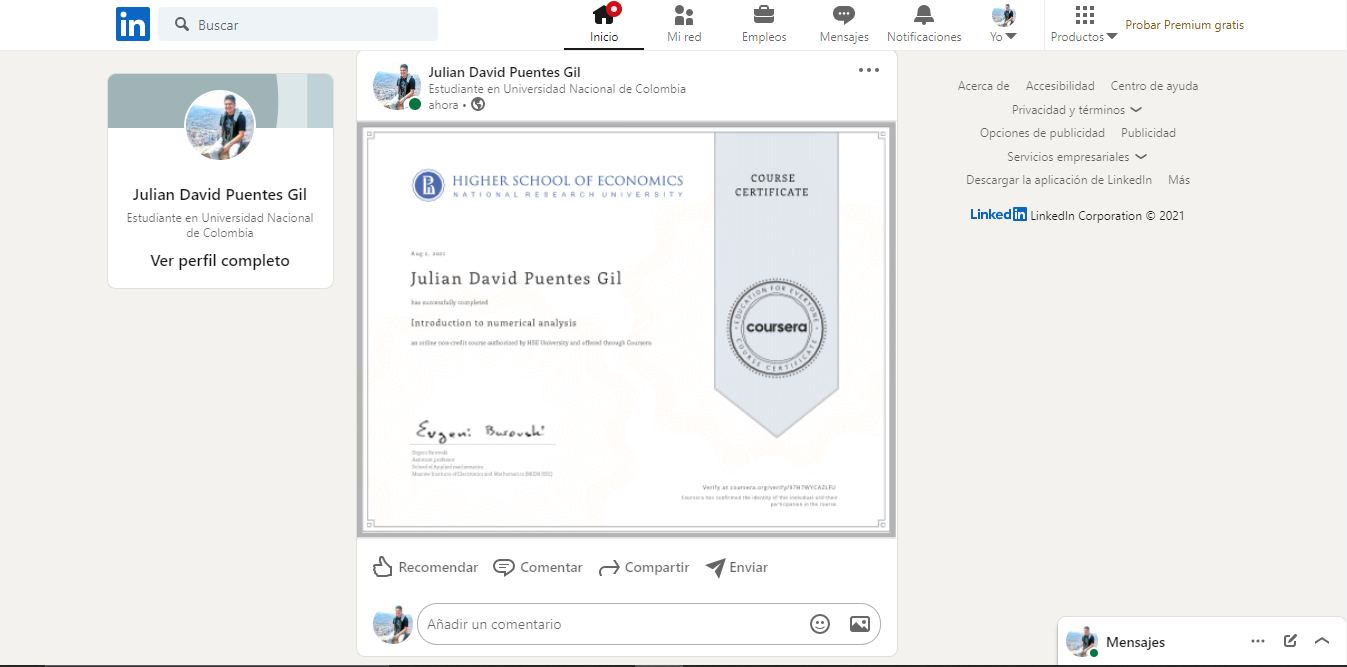 in
Buscar
Inicio
Mi red
Empleos
Mensajes
Notificaciones
Yo
Productos
Probar Premium gratis
Julian David Puentes Gil
Estudiante en Universidad Nacional
de Colombia
Ver perfil completo
Julian David Puentes Gil
Estudiante en Universidad Nacional de Colombia
ahora •
HIGHER SCHOOL OF ECONOMICS
NATIONAL RESEARCH UNIVERSITY
COURSE
CERTIFICATE
Aug 2, 2021
Julian David Puentes Gil
has successfully completed
Introduction to numerical analysis
an online non-credit course authorized by HSE University and offered through Coursera
EDUCATION FOR EVERYONE
coursera
COURSE CERTIFICATE
Evgeni Burovski
Evgeni Burovski
Assistant professor
School of Applied mathematics
Moscow Institute of Electronics and Mathematics (MIEM HSE)
Verify at coursera.org/verify/
Coursera has confirmed the identity of this individual and their
participation in the course.
Recomendar
Comentar
Compartir
Enviar
Añadir un comentario
Acerca de
Accesibilidad
Centro de ayuda
Privacidad y términos
Opciones de publicidad
Publicidad
Servicios empresariales
Descargar la aplicación de LinkedIn
Más
LinkedIn LinkedIn Corporation © 2021
Mensajes